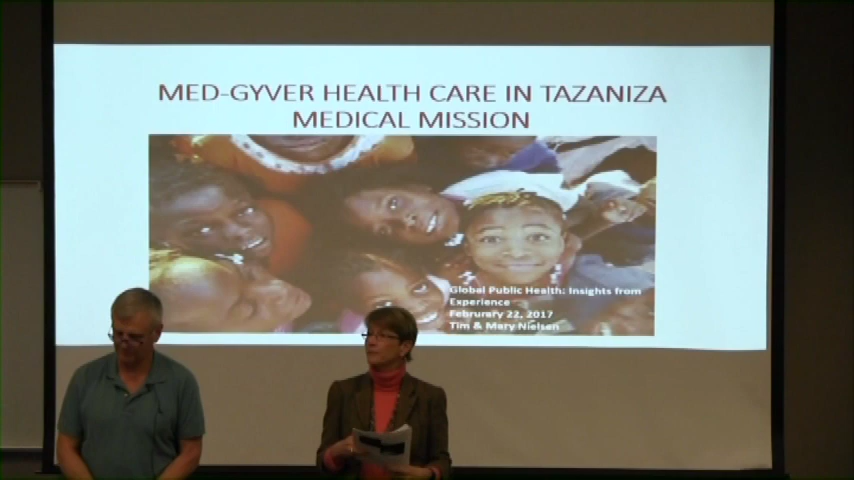 MED-GYVER HEALTH CARE IN TAZANIZA
MEDICAL MISSION
Global Public Health: Insights from
Experience
Februrary 22, 2017
Tim & Mary Nielsen